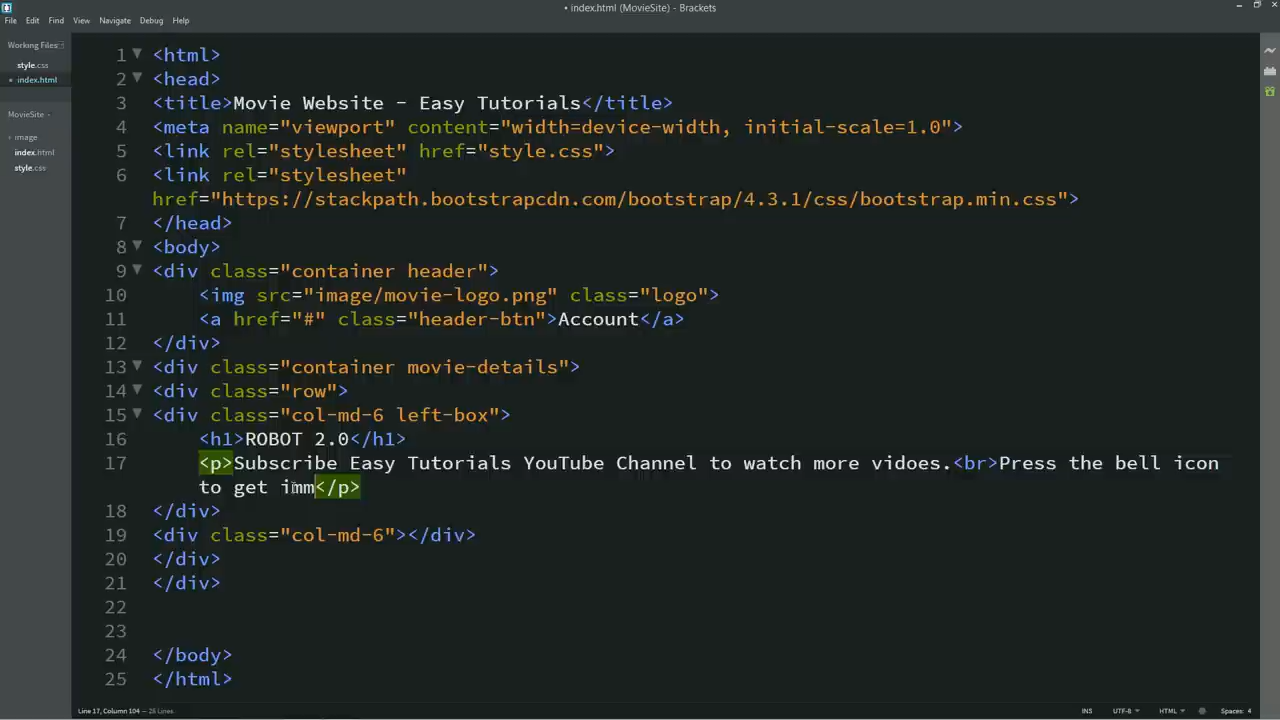 • index.html (MovieSite) - Brackets
File Edit Find View Navigate Debug Help
Working Files
style.css
• index.html
MovieSite
image
index.html
style.css
1 <html>
2 <head>
3 <title>Movie Website - Easy Tutorials</title>
4 <meta name="viewport" content="width=device-width, initial-scale=1.0">
5 <link rel="stylesheet" href="style.css">
6 <link rel="stylesheet"
href="https://stackpath.bootstrapcdn.com/bootstrap/4.3.1/css/bootstrap.min.css">
7 </head>
8 <body>
9 <div class="container header">
10 <img src="image/movie-logo.png" class="logo">
11 <a href="#" class="header-btn">Account</a>
12 </div>
13 <div class="container movie-details">
14 <div class="row">
15 <div class="col-md-6 left-box">
16 <h1>ROBOT 2.0</h1>
17 <p>Subscribe Easy Tutorials YouTube Channel to watch more vidoes.<br>Press the bell icon
to get imm</p>
18 </div>
19 <div class="col-md-6"></div>
20 </div>
21 </div>
22
23
24 </body>
25 </html>
Line 17, Column 104 — 25 Lines
INS UTF-8 HTML Spaces: 4